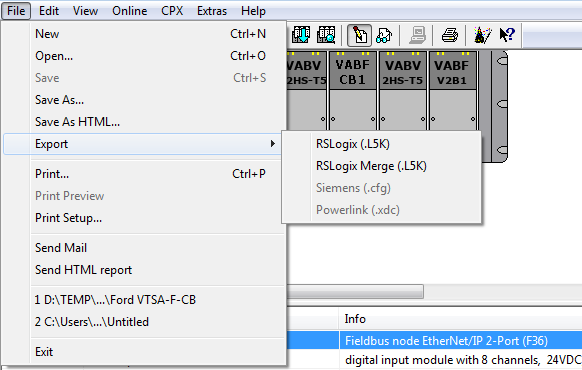 File Edit View Online CPX Extras Help
New Ctrl+N
Open... Ctrl+O
Save Ctrl+S
Save As...
Save As HTML...
Export
Print... Ctrl+P
Print Preview
Print Setup...
Send Mail
Send HTML report
1 D:\TEMP\...\Ford VTSA-F-CB
2 C:\Users\...\Untitled
Exit
RSLogix (.L5K)
RSLogix Merge (.L5K)
Siemens (.cfg)
Powerlink (.xdc)
VABV VABF VABV VABF
2HS-T5 CB1 2HS-T5 V2B1
Info
Fieldbus node EtherNet/IP 2-Port (F36)
digital input module with 8 channels, 24VDC